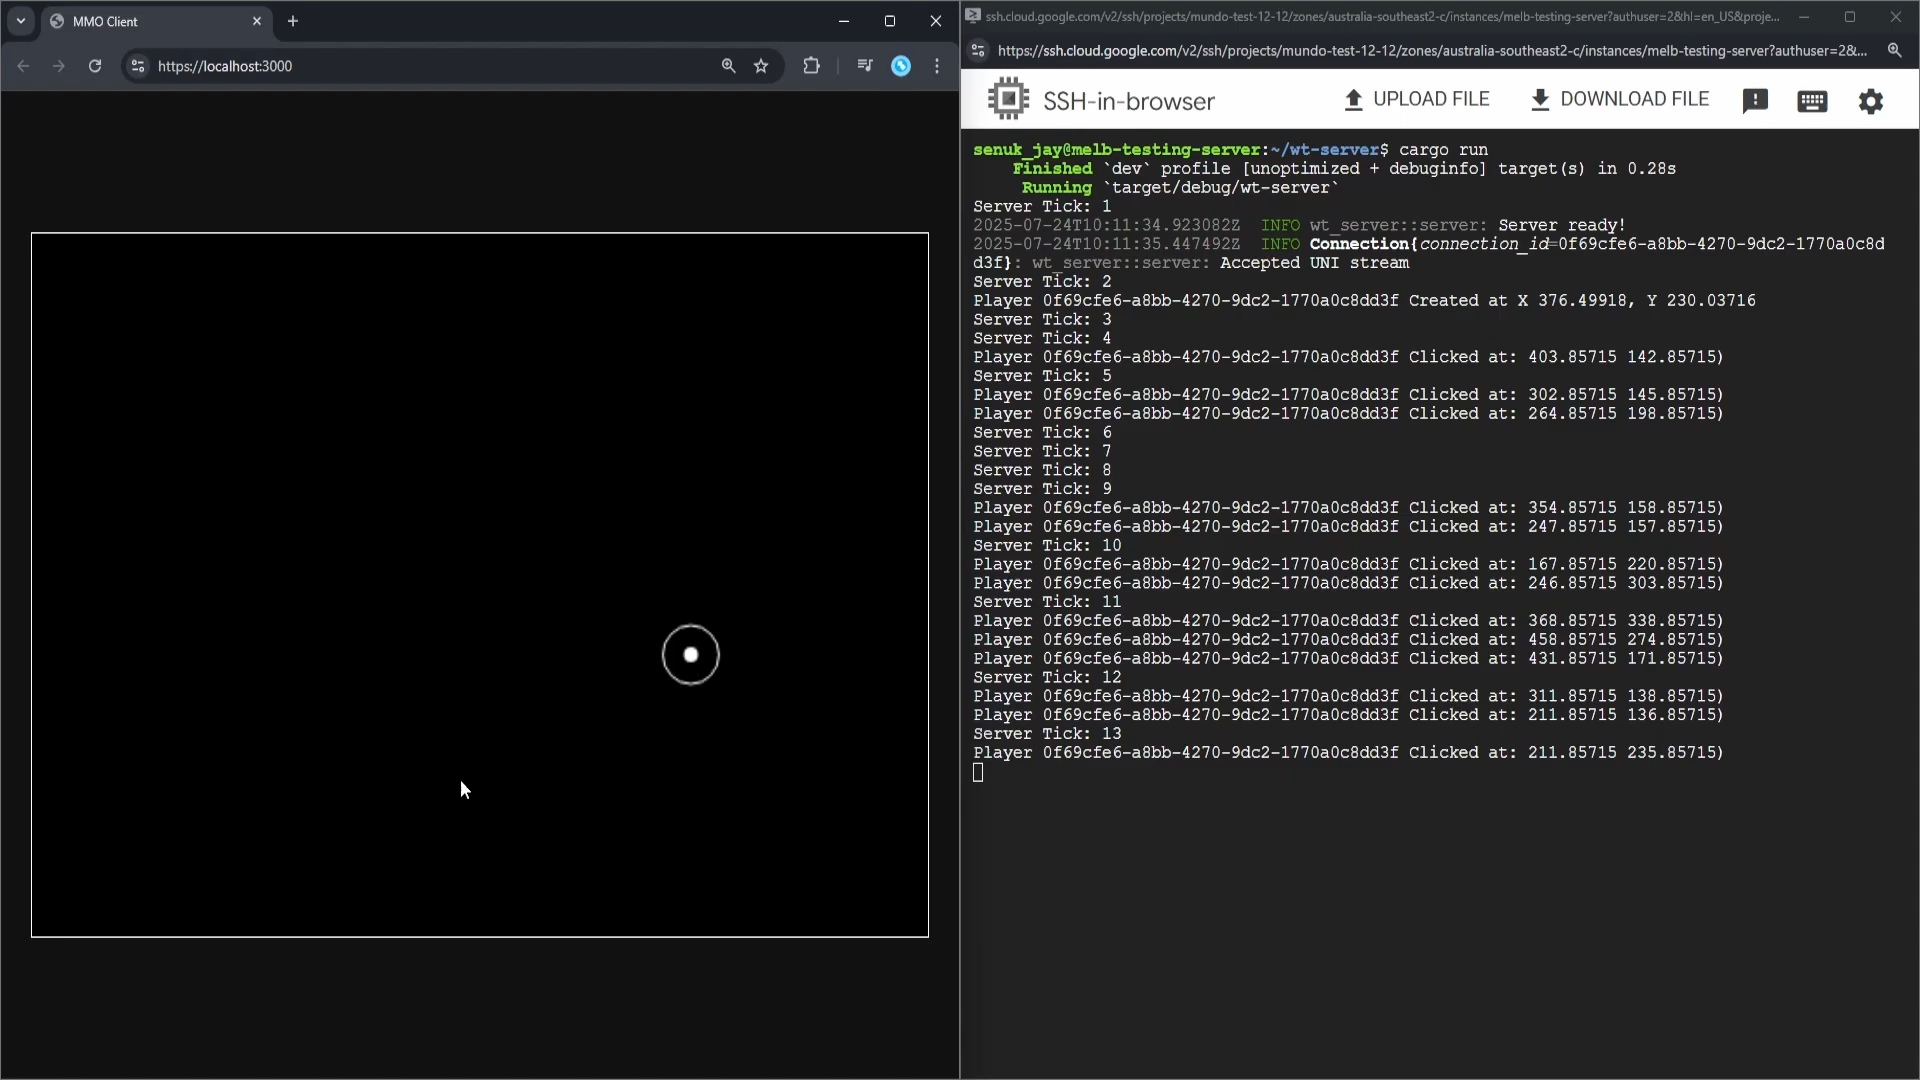 MMO Client
https://localhost:3000
ssh.cloud.google.com/v2/ssh/projects/mundo-test-12-12/zones/australia-southeast2-c/instances/melb-testing-server?authuser=2&hl=en_US&proje...
https://ssh.cloud.google.com/v2/ssh/projects/mundo-test-12-12/zones/australia-southeast2-c/instances/melb-testing-server?authuser=2&...
SSH-in-browser
UPLOAD FILE
DOWNLOAD FILE
senuk_jay@melb-testing-server:~/wt-server$ cargo run
Finished `dev` profile [unoptimized + debuginfo] target(s) in 0.28s
Running `target/debug/wt-server`
Server Tick: 1
2025-07-24T10:11:34.923082Z  INFO wt_server::server: Server ready!
2025-07-24T10:11:35.447492Z  INFO Connection{connection_id=0f69cfe6-a8bb-4270-9dc2-1770a0c8d
d3f}: wt_server::server: Accepted UNI stream
Server Tick: 2
Player 0f69cfe6-a8bb-4270-9dc2-1770a0c8dd3f Created at X 376.49918, Y 230.03716
Server Tick: 3
Server Tick: 4
Player 0f69cfe6-a8bb-4270-9dc2-1770a0c8dd3f Clicked at: 403.85715 142.85715)
Server Tick: 5
Player 0f69cfe6-a8bb-4270-9dc2-1770a0c8dd3f Clicked at: 302.85715 145.85715)
Player 0f69cfe6-a8bb-4270-9dc2-1770a0c8dd3f Clicked at: 264.85715 198.85715)
Server Tick: 6
Server Tick: 7
Server Tick: 8
Server Tick: 9
Player 0f69cfe6-a8bb-4270-9dc2-1770a0c8dd3f Clicked at: 354.85715 158.85715)
Player 0f69cfe6-a8bb-4270-9dc2-1770a0c8dd3f Clicked at: 247.85715 157.85715)
Server Tick: 10
Player 0f69cfe6-a8bb-4270-9dc2-1770a0c8dd3f Clicked at: 167.85715 220.85715)
Player 0f69cfe6-a8bb-4270-9dc2-1770a0c8dd3f Clicked at: 246.85715 303.85715)
Server Tick: 11
Player 0f69cfe6-a8bb-4270-9dc2-1770a0c8dd3f Clicked at: 368.85715 338.85715)
Player 0f69cfe6-a8bb-4270-9dc2-1770a0c8dd3f Clicked at: 458.85715 274.85715)
Player 0f69cfe6-a8bb-4270-9dc2-1770a0c8dd3f Clicked at: 431.85715 171.85715)
Server Tick: 12
Player 0f69cfe6-a8bb-4270-9dc2-1770a0c8dd3f Clicked at: 311.85715 138.85715)
Player 0f69cfe6-a8bb-4270-9dc2-1770a0c8dd3f Clicked at: 211.85715 136.85715)
Server Tick: 13
Player 0f69cfe6-a8bb-4270-9dc2-1770a0c8dd3f Clicked at: 211.85715 235.85715)